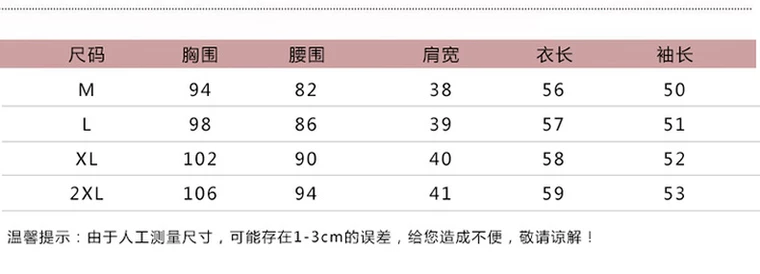 尺码 胸围 腰围 肩宽 衣长 袖长
M 94 82 38 56 50
L 98 86 39 57 51
XL 102 90 40 58 52
2XL 106 94 41 59 53
温馨提示：由于人工测量尺寸，可能存在1-3cm的误差，给您造成不便，敬请谅解！